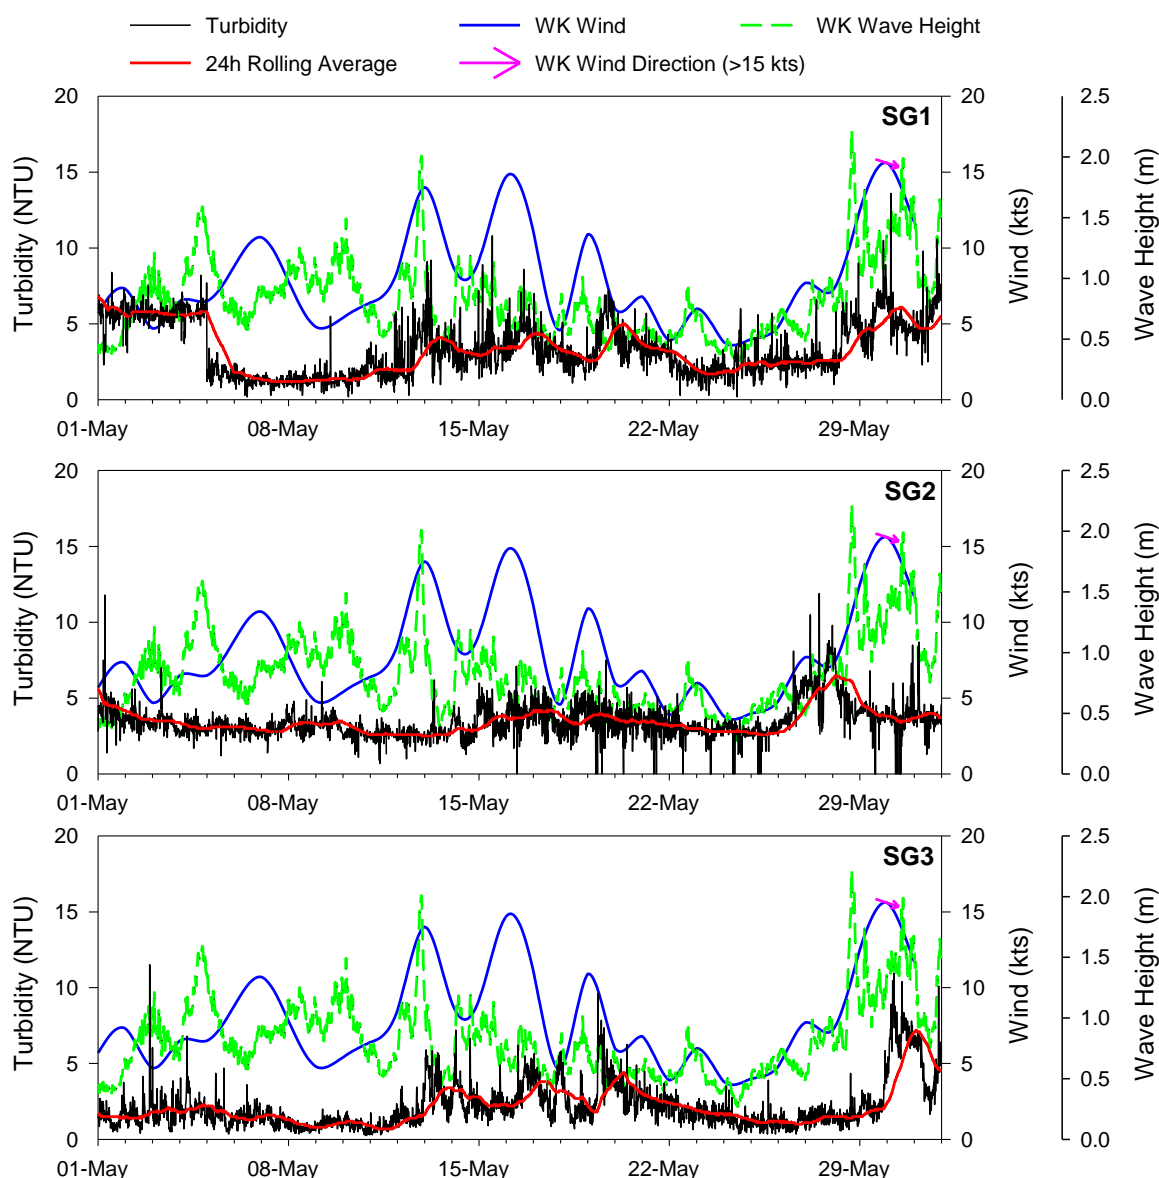 Turbidity WK Wind WK Wave Height
24h Rolling Average WK Wind Direction (>15 kts)
20 SG1 20 2.5
15 15 2.0
1.5
10 10
1.0
5 5
0.5
0 0 0.0
Turbidity (NTU) Wind (kts) Wave Height (m)
01-May 08-May 15-May 22-May 29-May
20 SG2 20 2.5
15 15 2.0
1.5
10 10
1.0
5 5
0.5
0 0 0.0
Turbidity (NTU) Wind (kts) Wave Height (m)
01-May 08-May 15-May 22-May 29-May
20 SG3 20 2.5
15 15 2.0
1.5
10 10
1.0
5 5
0.5
0 0 0.0
Turbidity (NTU) Wind (kts) Wave Height (m)
01-May 08-May 15-May 22-May 29-May